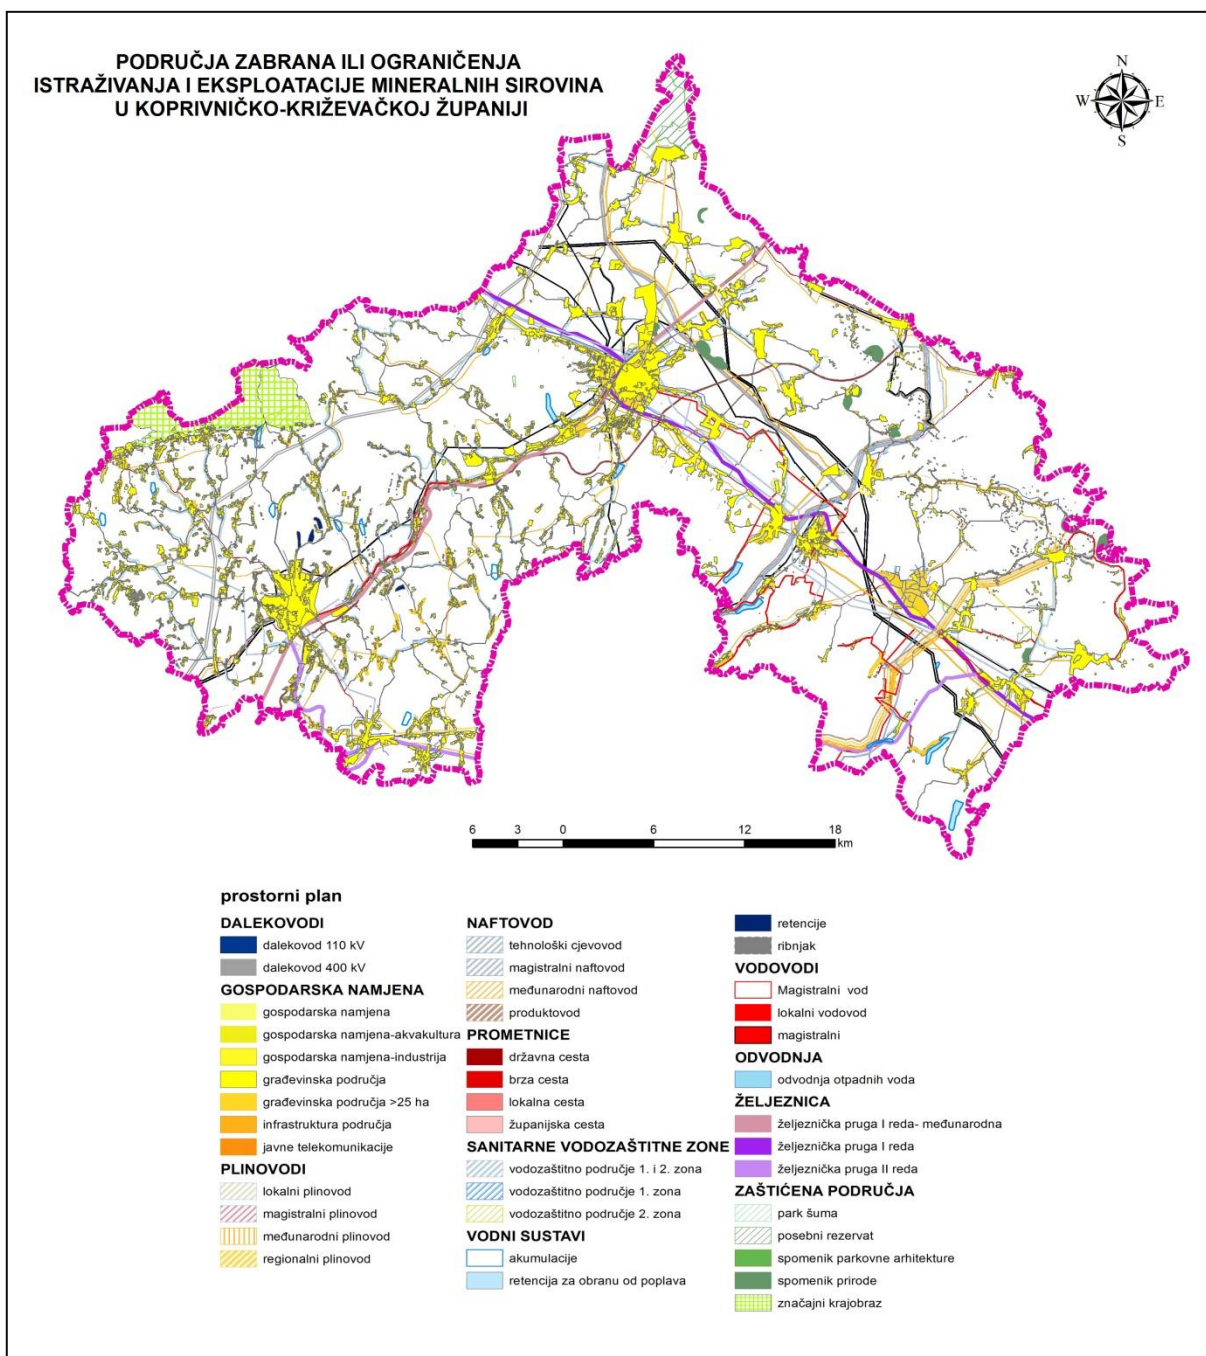 PODRUČJA ZABRANA ILI OGRANIČENJA
ISTRAŽIVANJA I EKSPLOATACIJE MINERALNIH SIROVINA
U KOPRIVNIČKO-KRIŽEVAČKOJ ŽUPANIJI
N
W E
S
6 3 0 6 12 18
km
prostorni plan
DALEKOVODI
dalekovod 110 kV
dalekovod 400 kV
GOSPODARSKA NAMJENA
gospodarska namjena
gospodarska namjena-akvakultura
gospodarska namjena-industrija
građevinska područja
građevinska područja >25 ha
infrastruktura područja
javne telekomunikacije
PLINOVODI
lokalni plinovod
magistralni plinovod
međunarodni plinovod
regionalni plinovod
NAFTOVOD
tehnološki cjevovod
magistralni naftovod
međunarodni naftovod
produktovod
PROMETNICE
državna cesta
brza cesta
lokalna cesta
županijska cesta
SANITARNE VODOZAŠTITNE ZONE
vodozaštitno područje 1. i 2. zona
vodozaštitno područje 1. zona
vodozaštitno područje 2. zona
VODNI SUSTAVI
akumulacije
retencija za obranu od poplava
retencije
ribnjak
VODOVODI
Magistralni vod
lokalni vodovod
magistralni
ODVODNJA
odvodnja otpadnih voda
ŽELJEZNICA
željeznička pruga I reda- međunarodna
željeznička pruga I reda
željeznička pruga II reda
ZAŠTIĆENA PODRUČJA
park šuma
posebni rezervat
spomenik parkovne arhitekture
spomenik prirode
značajni krajobraz